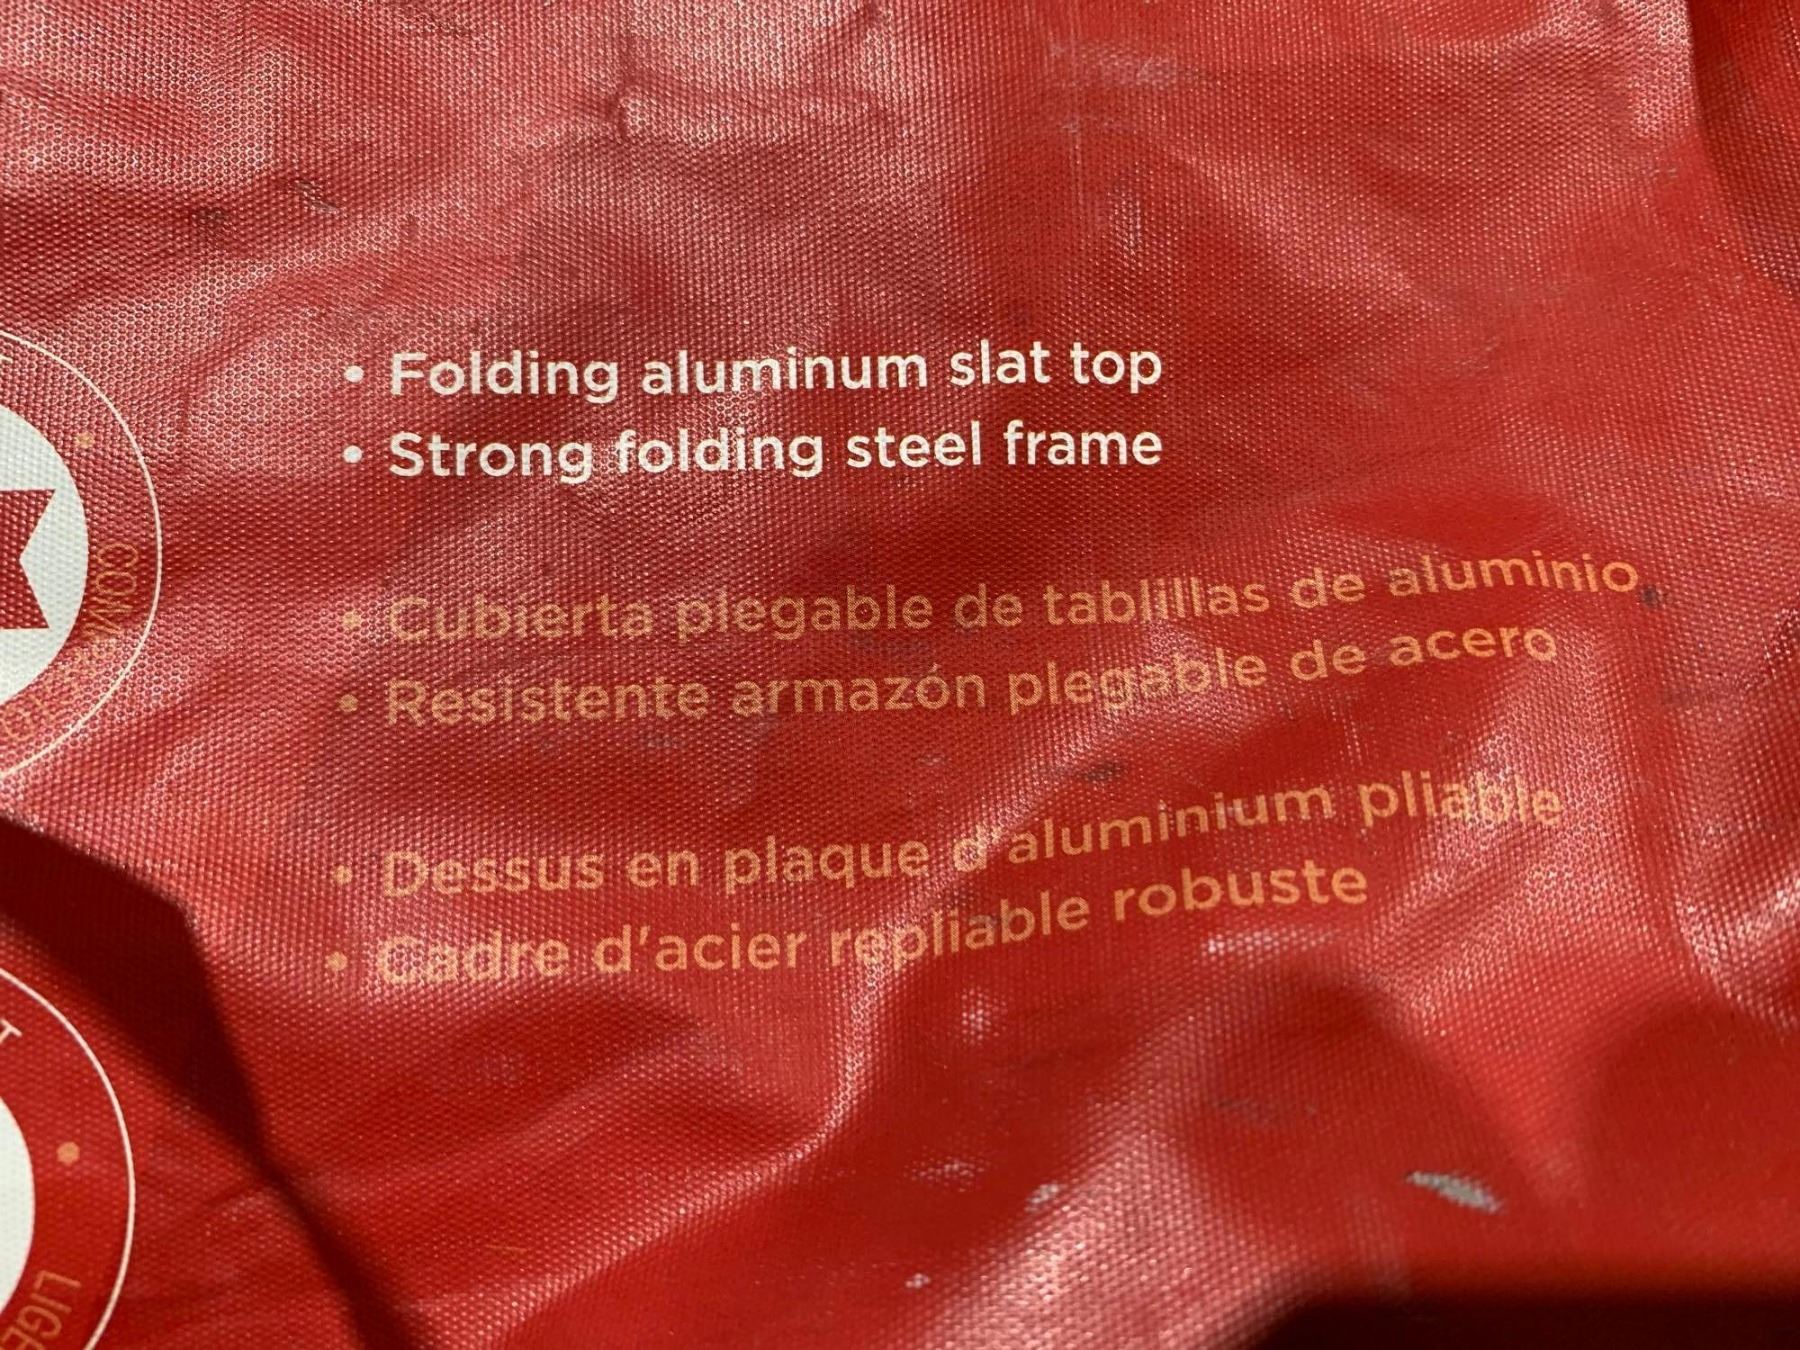 • Folding aluminum slat top
• Strong folding steel frame
• Cubierta plegable de tablillas de aluminio
• Resistente armazón plegable de acero
• Dessus en plaque d'aluminium pliable
• Cadre d'acier repliable robuste